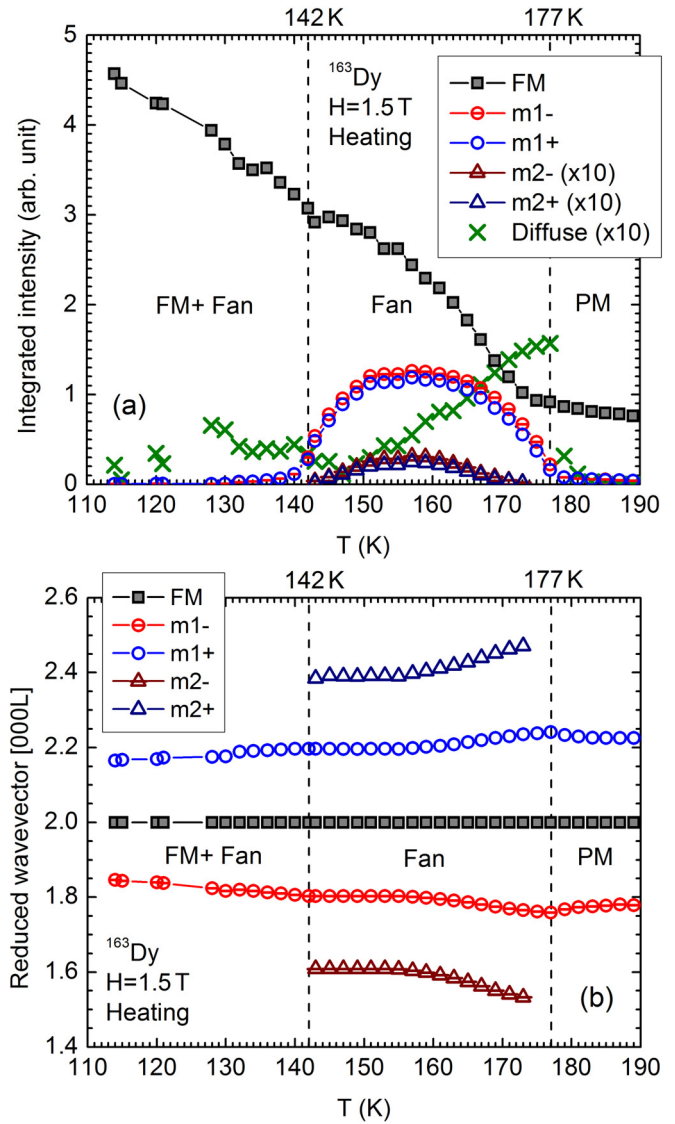 142 K 177 K
5
4
3
2
1
0
Integrated intensity (arb. unit)
163Dy
H=1.5 T
Heating
FM
m1-
m1+
m2- (x10)
m2+ (x10)
Diffuse (x10)
FM+ Fan Fan PM
(a)
110 120 130 140 150 160 170 180 190
T (K)
142 K 177 K
2.6
2.4
2.2
2.0
1.8
1.6
1.4
Reduced wavevector [000L]
FM
m1-
m1+
m2-
m2+
FM+ Fan Fan PM
163Dy
H=1.5 T
Heating
(b)
110 120 130 140 150 160 170 180 190
T (K)